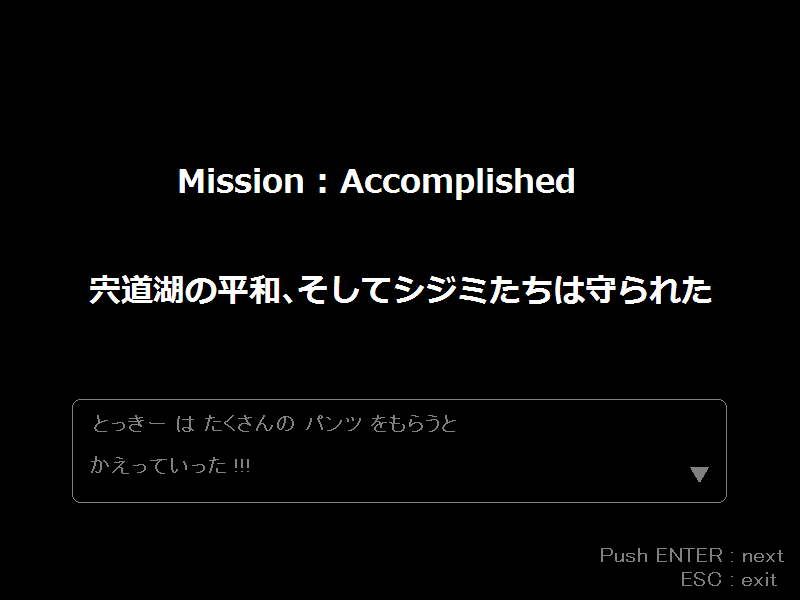 Mission : Accomplished
宍道湖の平和、そしてシジミたちは守られた
とっきー は たくさんの パンツ をもらうと
かえっていった !!!
▼
Push ENTER : next
ESC : exit